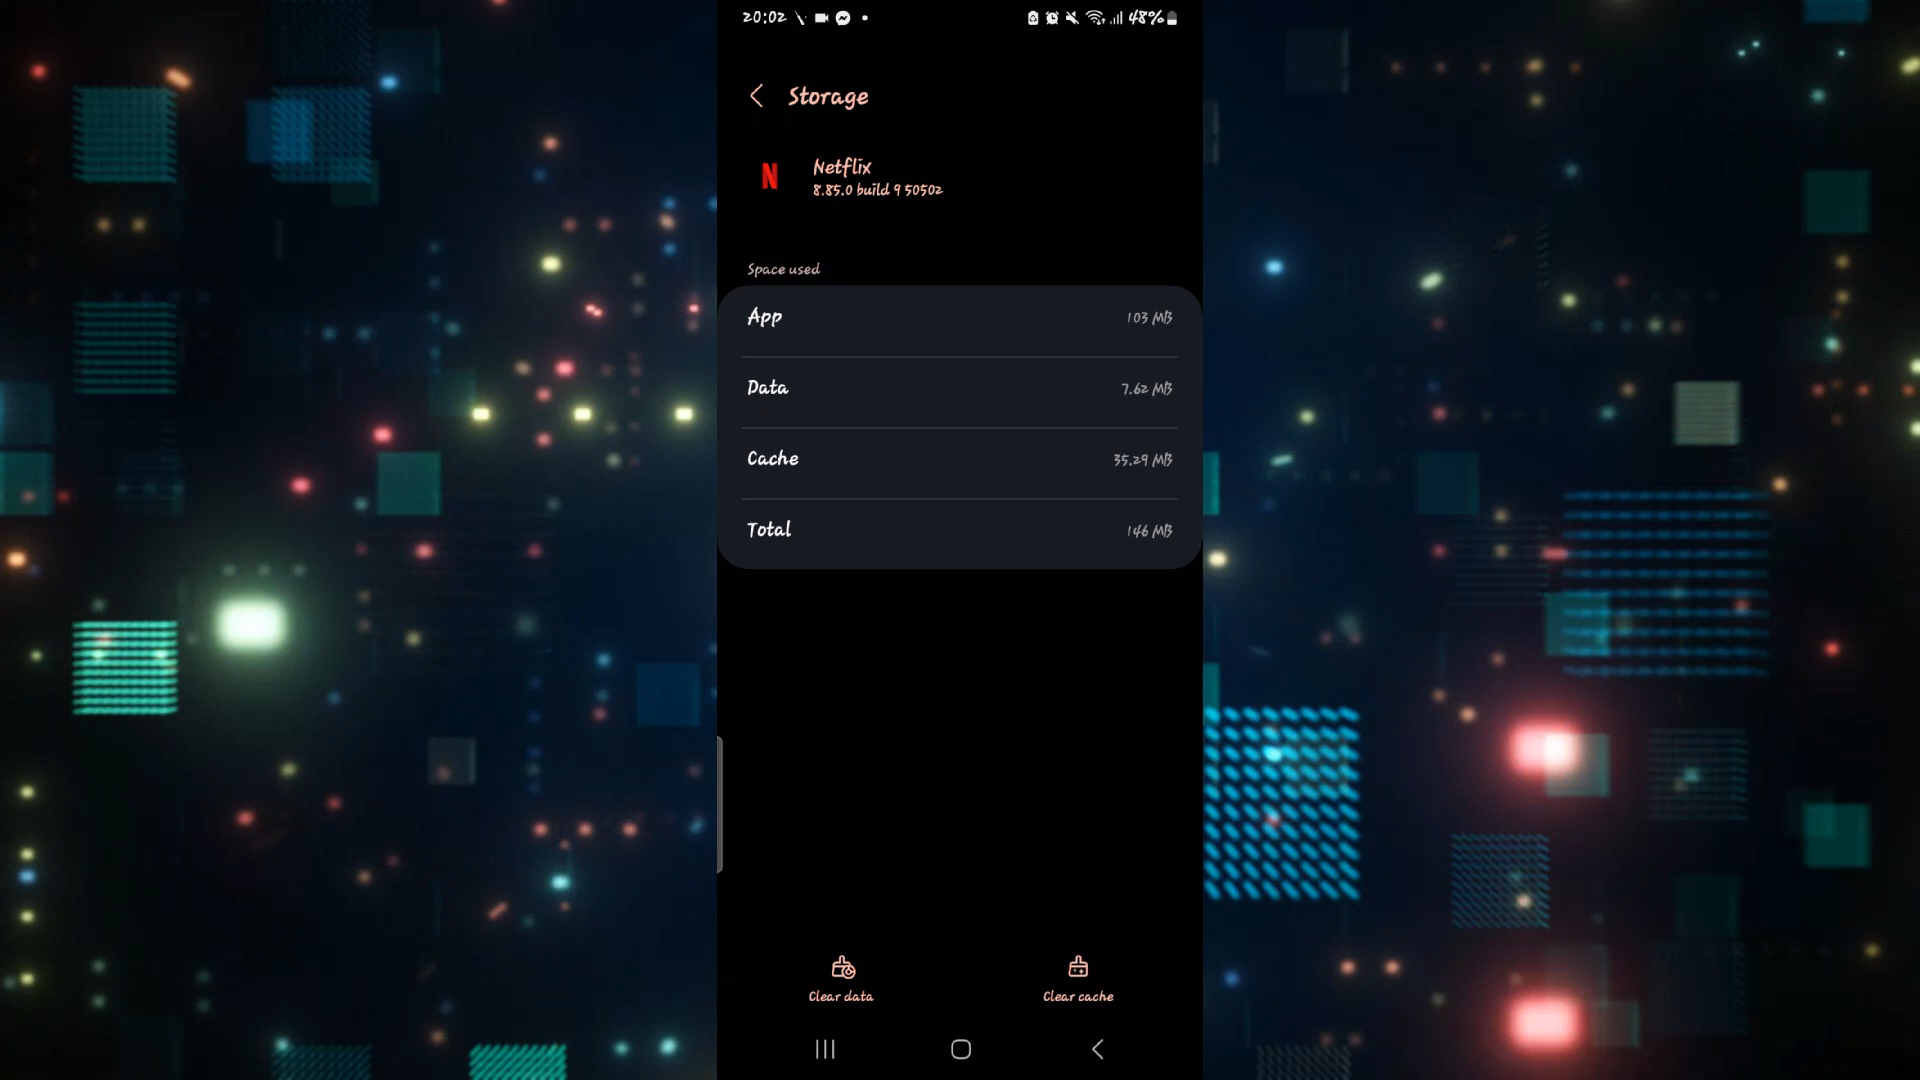 20:02
48%
Storage
Netflix
8.85.0 build 9 50502
Space used
App 103 MB
Data 7.62 MB
Cache 35.29 MB
Total 146 MB
Clear data
Clear cache